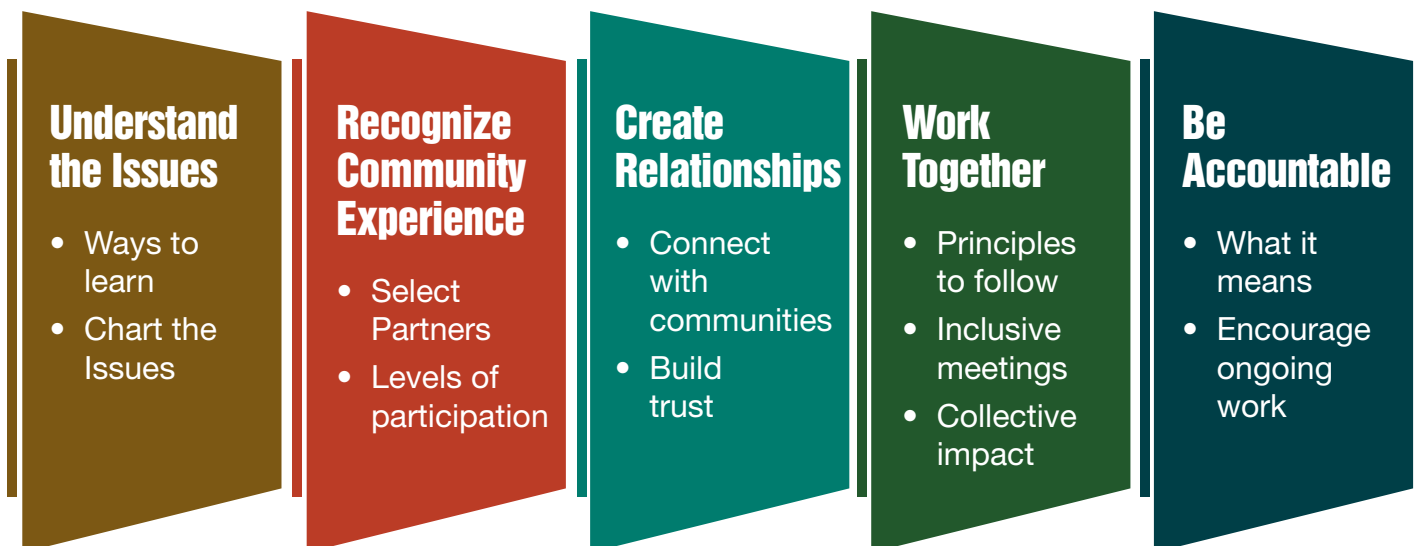 Understand
the Issues
• Ways to
learn
• Chart the
Issues
Recognize
Community
Experience
• Select
Partners
• Levels of
participation
Create
Relationships
• Connect
with
communities
• Build
trust
Work
Together
• Principles
to follow
• Inclusive
meetings
• Collective
impact
Be
Accountable
• What it
means
• Encourage
ongoing
work